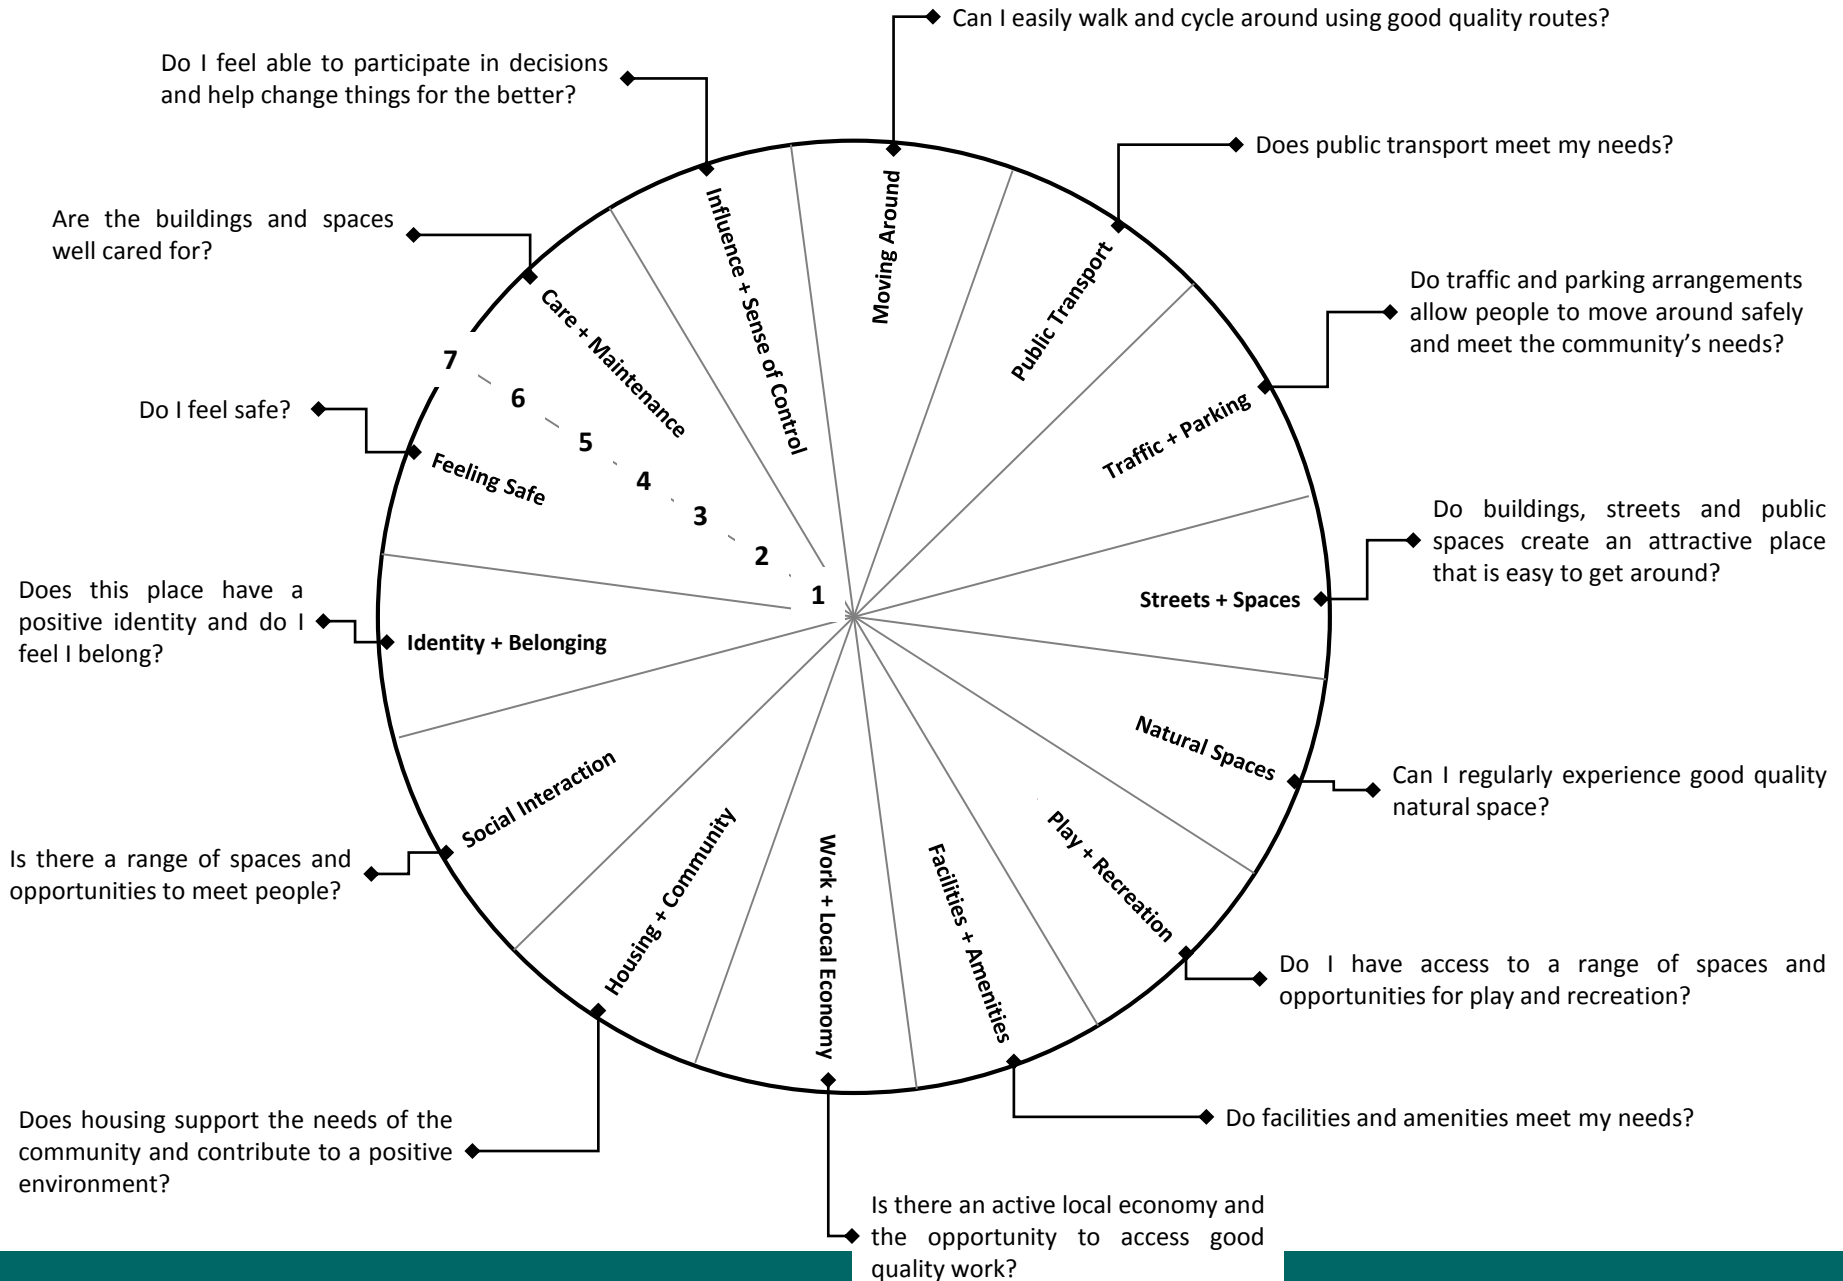 Can I easily walk and cycle around using good quality routes?
Do I feel able to participate in decisions
and help change things for the better?
Does public transport meet my needs?
Are the buildings and spaces
well cared for?
Do traffic and parking arrangements
allow people to move around safely
and meet the community’s needs?
Do I feel safe?
Do buildings, streets and public
spaces create an attractive place
that is easy to get around?
Does this place have a
positive identity and do I
feel I belong?
Can I regularly experience good quality
natural space?
Is there a range of spaces and
opportunities to meet people?
Do I have access to a range of spaces and
opportunities for play and recreation?
Does housing support the needs of the
community and contribute to a positive
environment?
Do facilities and amenities meet my needs?
Is there an active local economy and
the opportunity to access good
quality work?
Moving Around
Public Transport
Traffic + Parking
Streets + Spaces
Natural Spaces
Play + Recreation
Facilities + Amenities
Work + Local Economy
Housing + Community
Social Interaction
Identity + Belonging
Feeling Safe
Care + Maintenance
Influence + Sense of Control
7
6
5
4
3
2
1